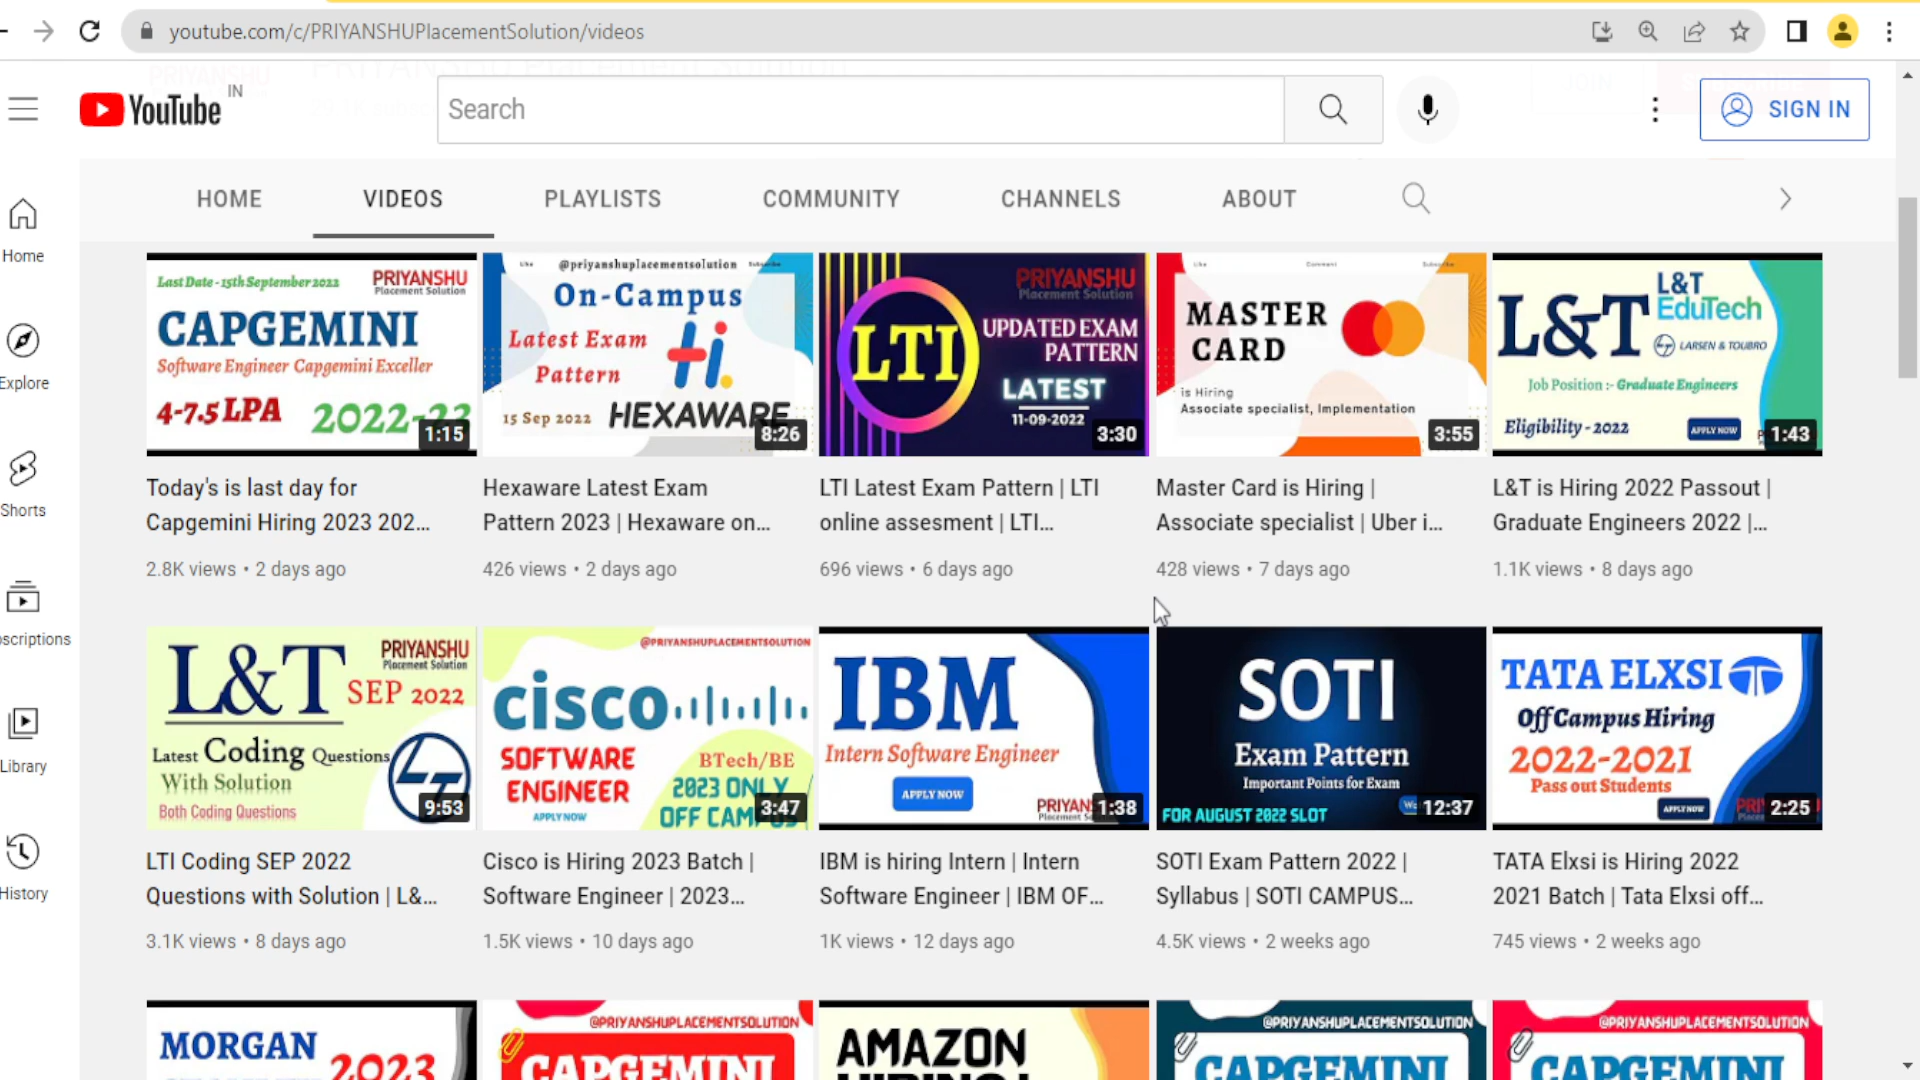 youtube.com/c/PRIYANSHUPlacementSolution/videos
YouTube IN
Search
SIGN IN
HOME VIDEOS PLAYLISTS COMMUNITY CHANNELS ABOUT
Home
Explore
Shorts
scriptions
Library
History
Last Date - 15th September 2022
PRIYANSHU
Placement Solution
CAPGEMINI
Software Engineer Capgemini Exceller
4-7.5 LPA 2022-23
1:15
Today's is last day for
Capgemini Hiring 2023 202...
2.8K views • 2 days ago
Like @priyanshuplacementsolution Subscribe
On-Campus
Latest Exam
Pattern
Hi.
15 Sep 2022 HEXAWARE
8:26
Hexaware Latest Exam
Pattern 2023 | Hexaware on...
426 views • 2 days ago
PRIYANSHU
Placement Solution
LTI
UPDATED EXAM
PATTERN
LATEST
11-09-2022
3:30
LTI Latest Exam Pattern | LTI
online assesment | LTI...
696 views • 6 days ago
Like Comment Subscribe
MASTER
CARD
is Hiring
Associate specialist, Implementation
3:55
Master Card is Hiring |
Associate specialist | Uber i...
428 views • 7 days ago
L&T
L&T
EduTech
LARSEN & TOUBRO
Job Position :- Graduate Engineers
Eligibility - 2022
APPLY NOW
1:43
L&T is Hiring 2022 Passout |
Graduate Engineers 2022 |...
1.1K views • 8 days ago
L&T
PRIYANSHU
Placement Solution
SEP 2022
Latest Coding Questions
With Solution
Both Coding Questions
9:53
LTI Coding SEP 2022
Questions with Solution | L&...
3.1K views • 8 days ago
@PRIYANSHUPLACEMENTSOLUTION
CISCO
SOFTWARE
ENGINEER
APPLY NOW
BTech/BE
2023 ONLY
OFF CAMPUS
3:47
Cisco is Hiring 2023 Batch |
Software Engineer | 2023...
1.5K views • 10 days ago
IBM
Intern Software Engineer
APPLY NOW
PRIYANS
1:38
IBM is hiring Intern | Intern
Software Engineer | IBM OF...
1K views • 12 days ago
SOTI
Exam Pattern
Important Points for Exam
FOR AUGUST 2022 SLOT
12:37
SOTI Exam Pattern 2022 |
Syllabus | SOTI CAMPUS...
4.5K views • 2 weeks ago
TATA ELXSI
Off Campus Hiring
2022-2021
Pass out Students
APPLY NOW
2:25
TATA Elxsi is Hiring 2022
2021 Batch | Tata Elxsi off...
745 views • 2 weeks ago
MORGAN
2023
@PRIYANSHUPLACEMENTSOLUTION
CAPGEMINI
AMAZON
HIRING
@PRIYANSHUPLACEMENTSOLUTION
CAPGEMINI
@PRIYANSHUPLACEMENTSOLUTION
CAPGEMINI